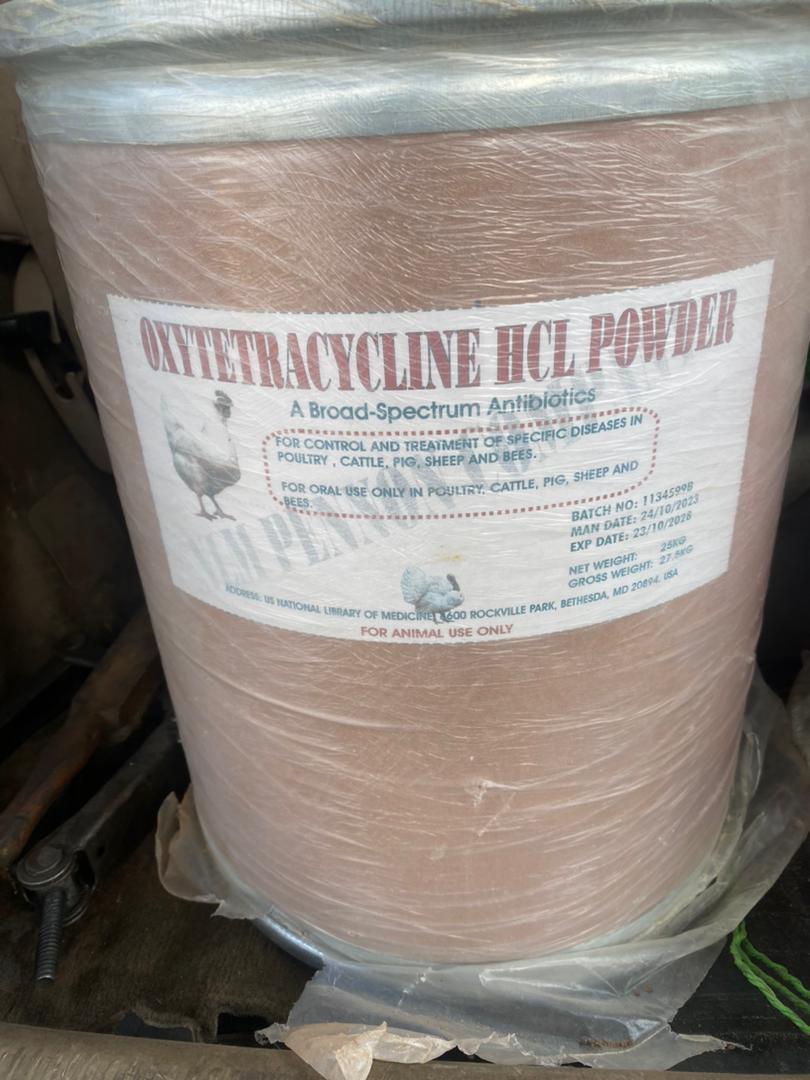 OXYTETRACYCLINE HCL POWDER
A Broad-Spectrum Antibiotics
FOR CONTROL AND TREATMENT OF SPECIFIC DISEASES IN
POULTRY , CATTLE, PIG, SHEEP AND BEES.
FOR ORAL USE ONLY IN POULTRY, CATTLE, PIG, SHEEP AND
BEES.
BATCH NO: 1134599B
MAN DATE: 24/10/2023
EXP DATE: 23/10/2028
NET WEIGHT: 25KG
GROSS WEIGHT: 27.5KG
ADDRESS: US NATIONAL LIBRARY OF MEDICINE, 8600 ROCKVILLE PARK, BETHESDA, MD 20894, USA
FOR ANIMAL USE ONLY